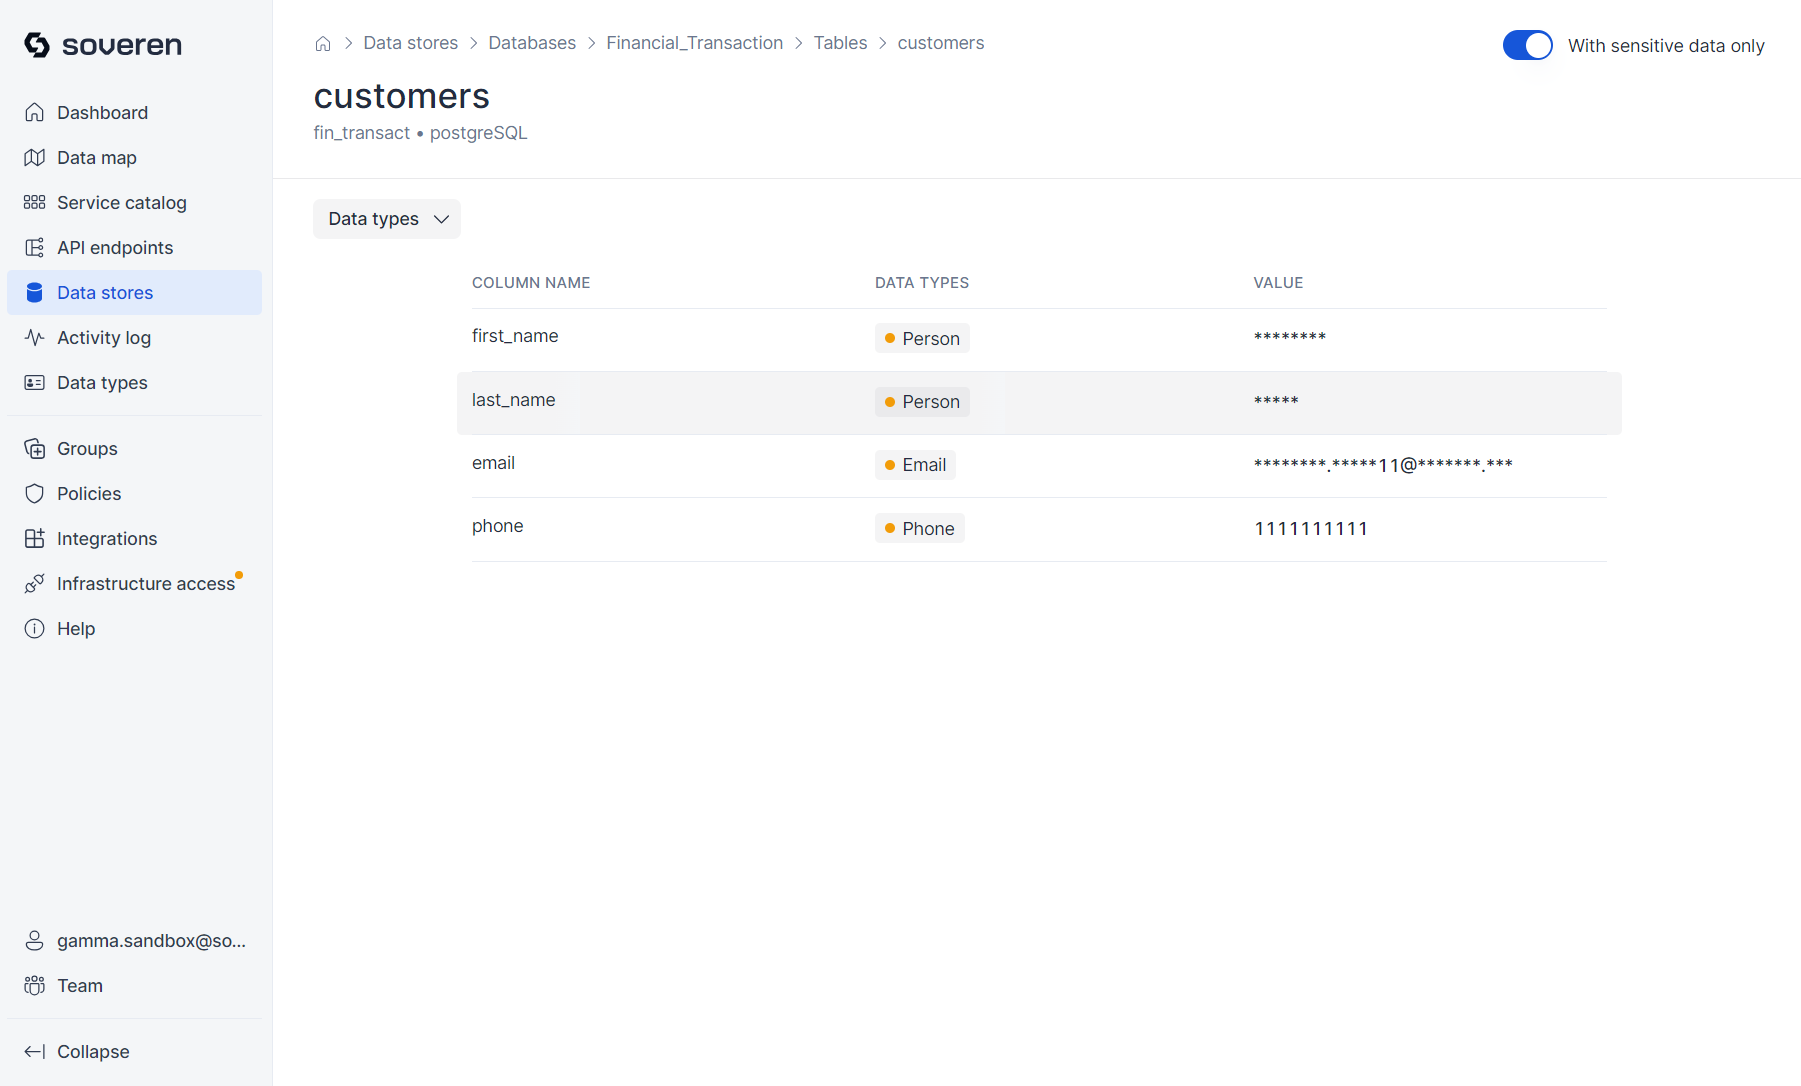 soveren
Dashboard
Data map
Service catalog
API endpoints
Data stores
Activity log
Data types
Groups
Policies
Integrations
Infrastructure access
Help
gamma.sandbox@so...
Team
Collapse
Data stores > Databases > Financial_Transaction > Tables > customers
With sensitive data only
customers
fin_transact • postgreSQL
Data types
COLUMN NAME DATA TYPES VALUE
first_name Person ********
last_name Person *****
email Email ********.*****11@*******.***
phone Phone 1111111111